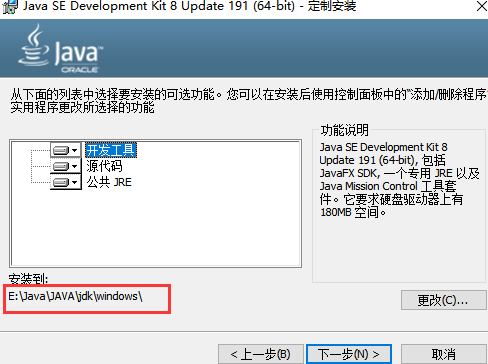 Java SE Development Kit 8 Update 191 (64-bit) - 定制安装
Java
ORACLE
从下面的列表中选择要安装的可选功能。您可以在安装后使用控制面板中的"添加/删除程序"
实用程序更改所选择的功能
开发工具
源代码
公共 JRE
功能说明
Java SE Development Kit 8
Update 191 (64-bit), 包括
JavaFX SDK, 一个专用 JRE 以及
Java Mission Control 工具套
件。它要求硬盘驱动器上有
180MB 空间。
安装到:
E:\Java\JAVA\jdk\windows\
更改(C)...
< 上一步(B)
下一步(N) >
取消